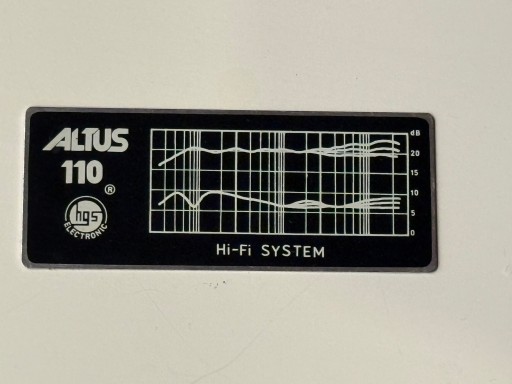 ALTUS
110
®
hgs
ELECTRONIC
dB
20
15
10
5
0
Hi-Fi SYSTEM